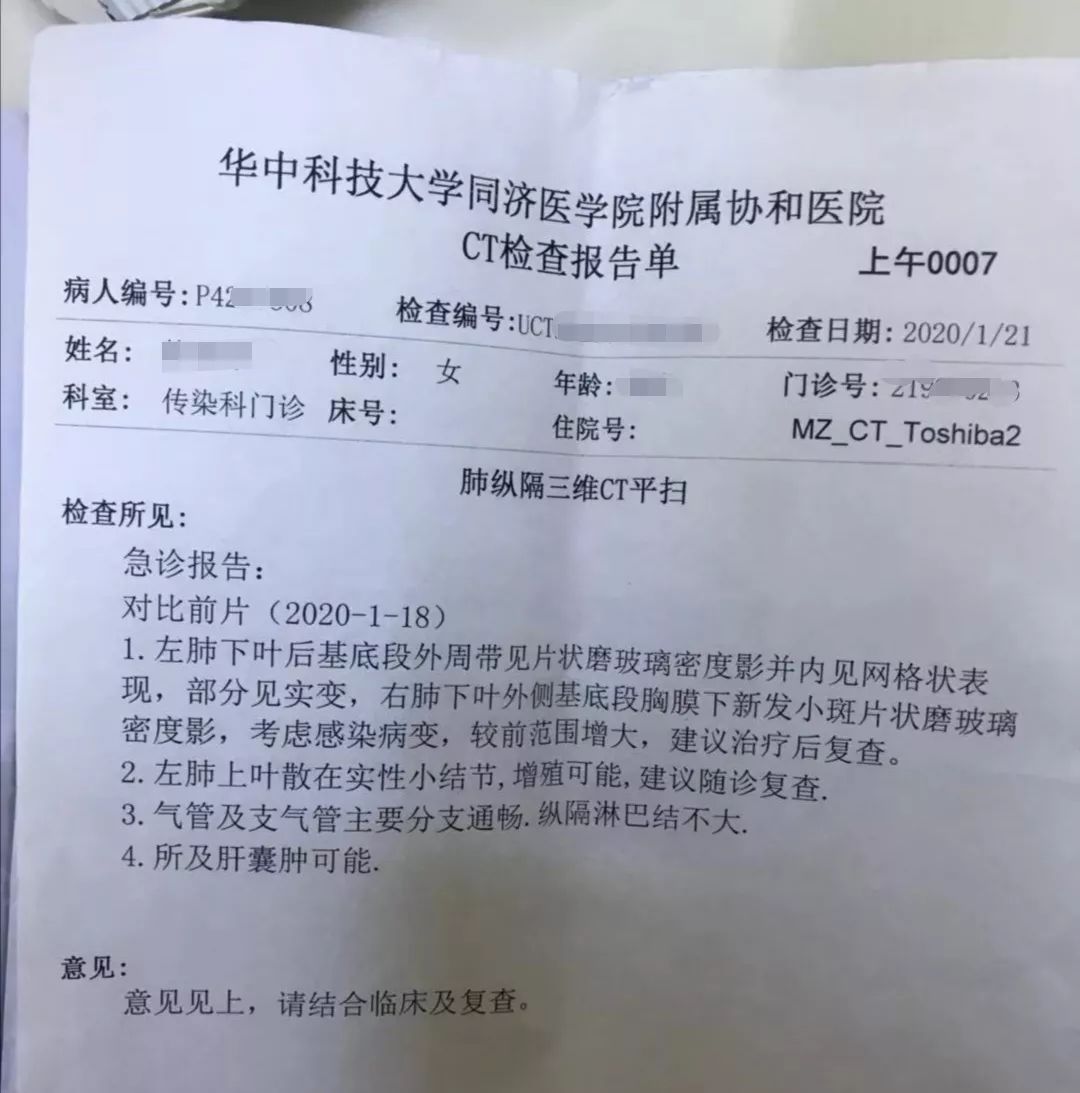 华中科技大学同济医学院附属协和医院
CT检查报告单 上午0007
病人编号:P42 检查编号:UCT 检查日期: 2020/1/21
姓名: 性别: 女 年龄: 门诊号:
科室: 传染科门诊 床号: 住院号: MZ_CT_Toshiba2
肺纵隔三维CT平扫
检查所见:
急诊报告:
对比前片（2020-1-18）
1.左肺下叶后基底段外周带见片状磨玻璃密度影并内见网格状表
现，部分见实变，右肺下叶外侧基底段胸膜下新发小斑片状磨玻璃
密度影，考虑感染病变，较前范围增大，建议治疗后复查。
2.左肺上叶散在实性小结节,增殖可能,建议随诊复查.
3.气管及支气管主要分支通畅.纵隔淋巴结不大.
4.所及肝囊肿可能.
意见:
意见见上，请结合临床及复查。